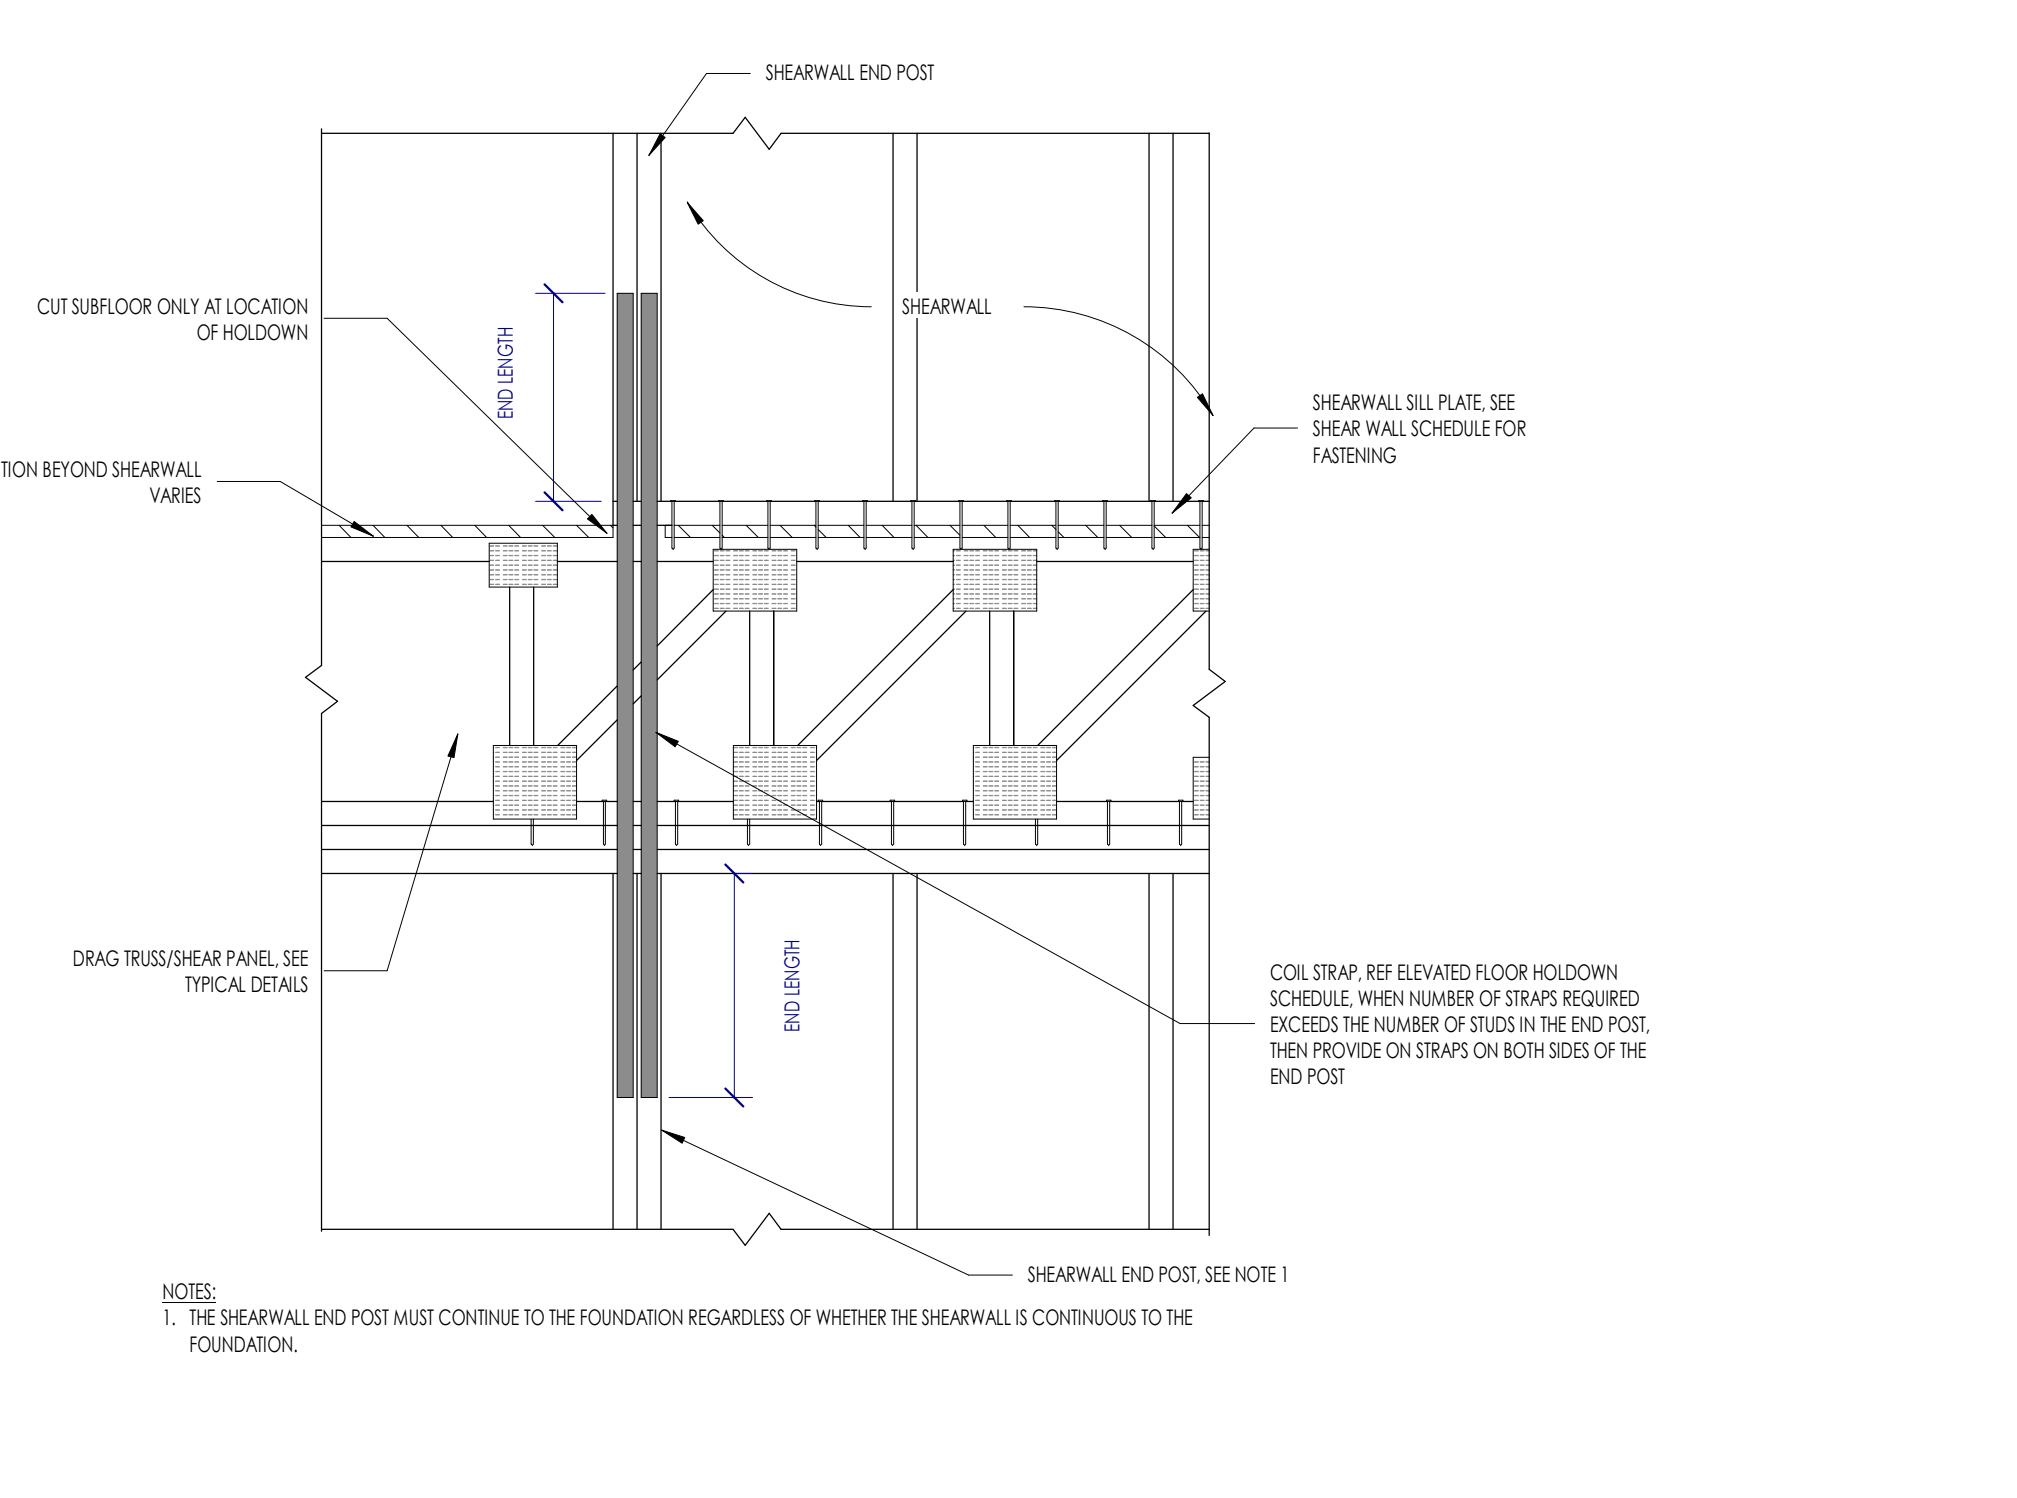 SHEARWALL END POST
CUT SUBFLOOR ONLY AT LOCATION
OF HOLDOWN
END LENGTH
SHEARWALL
SHEARWALL SILL PLATE, SEE
SHEAR WALL SCHEDULE FOR
FASTENING
BEYOND SHEARWALL
VARIES
DRAG TRUSS/SHEAR PANEL, SEE
TYPICAL DETAILS
END LENGTH
COIL STRAP, REF ELEVATED FLOOR HOLDOWN
SCHEDULE, WHEN NUMBER OF STRAPS REQUIRED
EXCEEDS THE NUMBER OF STUDS IN THE END POST,
THEN PROVIDE ON STRAPS ON BOTH SIDES OF THE
END POST
SHEARWALL END POST, SEE NOTE 1
NOTES:
1. THE SHEARWALL END POST MUST CONTINUE TO THE FOUNDATION REGARDLESS OF WHETHER THE SHEARWALL IS CONTINUOUS TO THE
FOUNDATION.